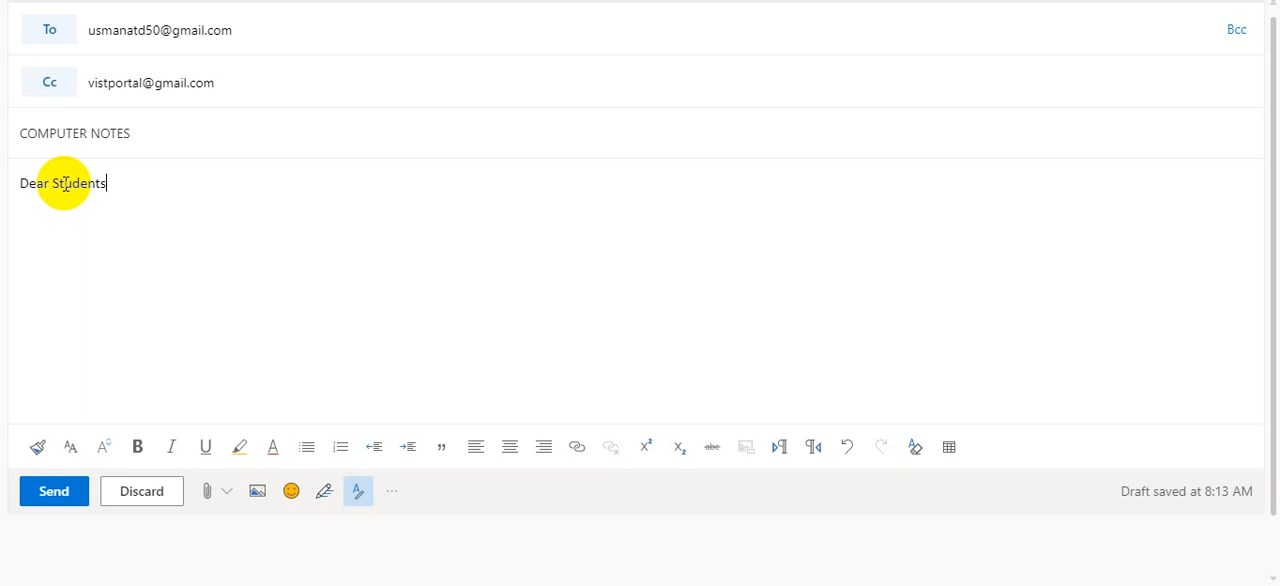 To usmanatd50@gmail.com Bcc
Cc vistportal@gmail.com
COMPUTER NOTES
Dear Students
Send Discard Draft saved at 8:13 AM